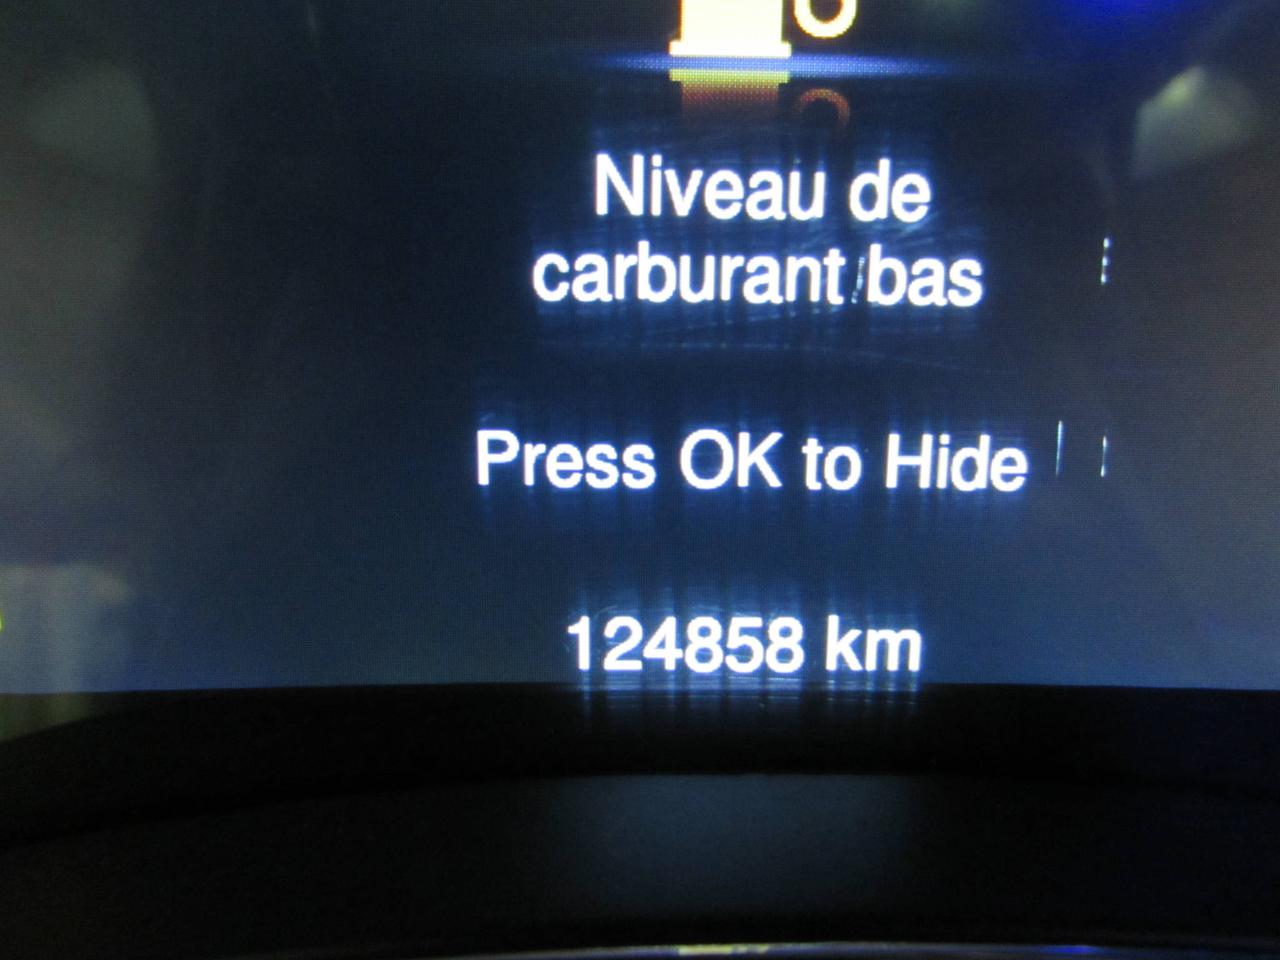 Niveau de
carburant bas
Press OK to Hide
124858 km